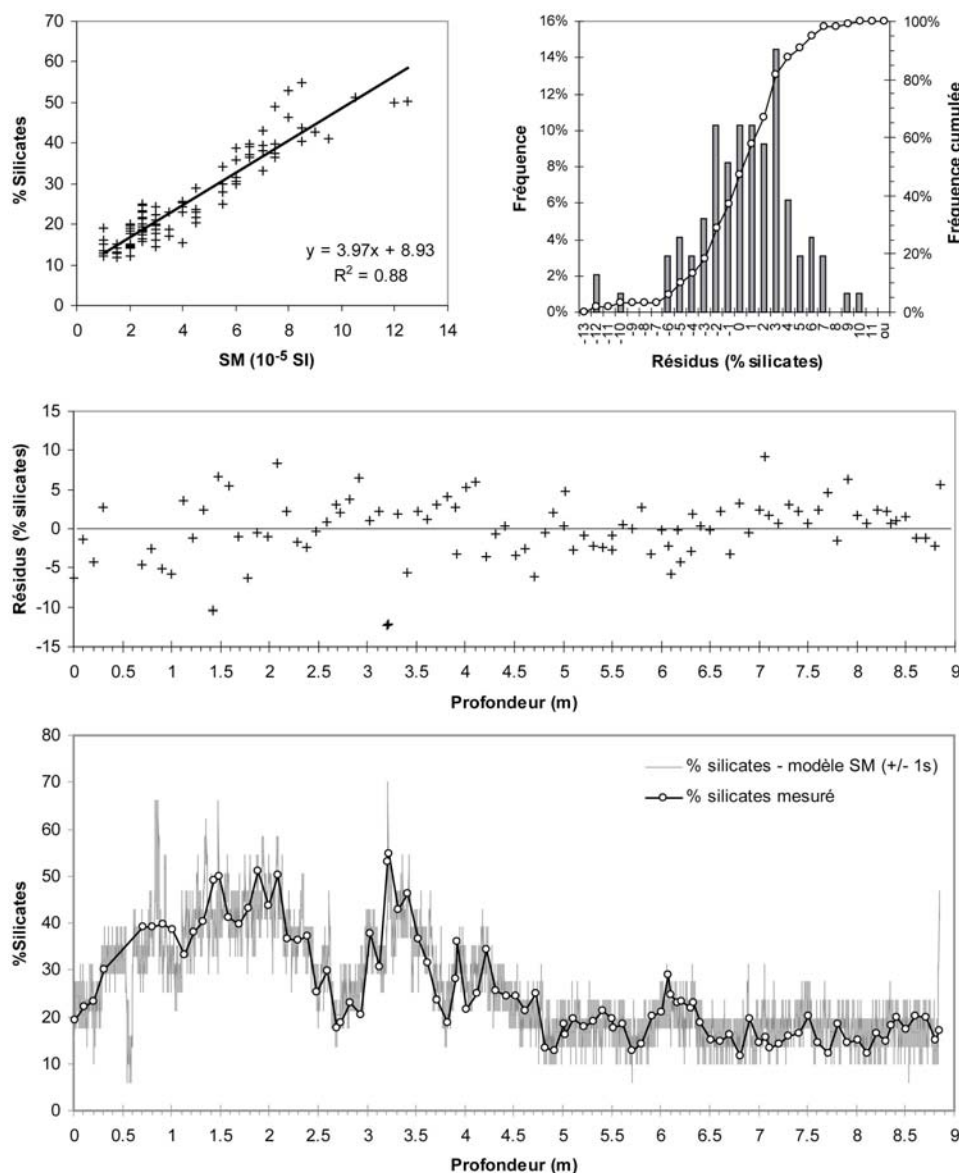 % Silicates
70
60
50
40
30
20
10
0
0 2 4 6 8 10 12 14
y = 3.97x + 8.93
R² = 0.88
SM (10⁻⁵ SI)
Fréquence
16%
14%
12%
10%
8%
6%
4%
2%
0%
100%
80%
60%
40%
20%
0%
Fréquence cumulée
-13 -12 -11 -10 -9 -8 -7 -6 -5 -4 -3 -2 -1 0 1 2 3 4 5 6 7 8 9 10 11 ou
Résidus (% silicates)
Résidus (% silicates)
15
10
5
0
-5
-10
-15
0 0.5 1 1.5 2 2.5 3 3.5 4 4.5 5 5.5 6 6.5 7 7.5 8 8.5 9
Profondeur (m)
%Silicates
80
70
60
50
40
30
20
10
0
% silicates - modèle SM (+/- 1s)
% silicates mesuré
0 0.5 1 1.5 2 2.5 3 3.5 4 4.5 5 5.5 6 6.5 7 7.5 8 8.5 9
Profondeur (m)